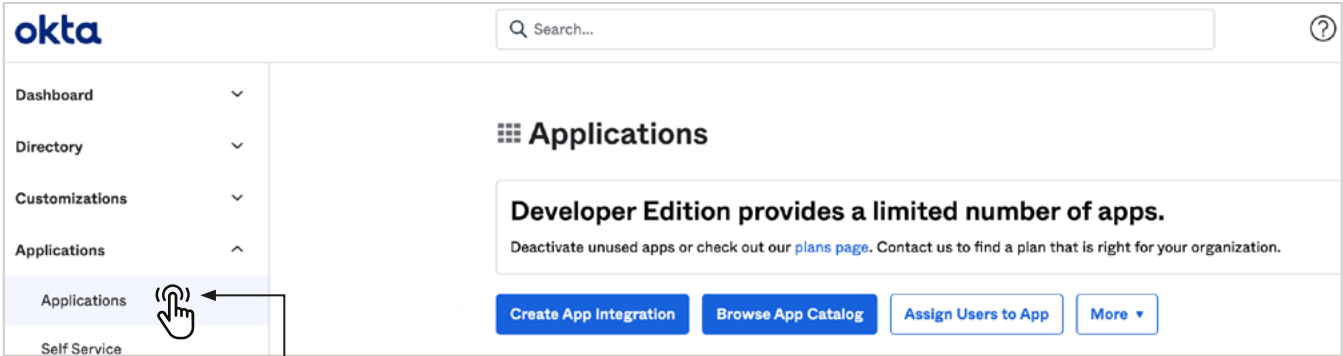 okta
Search...
Dashboard
Directory
Customizations
Applications
Applications
Self Service
Applications
Developer Edition provides a limited number of apps.
Deactivate unused apps or check out our plans page. Contact us to find a plan that is right for your organization.
Create App Integration
Browse App Catalog
Assign Users to App
More